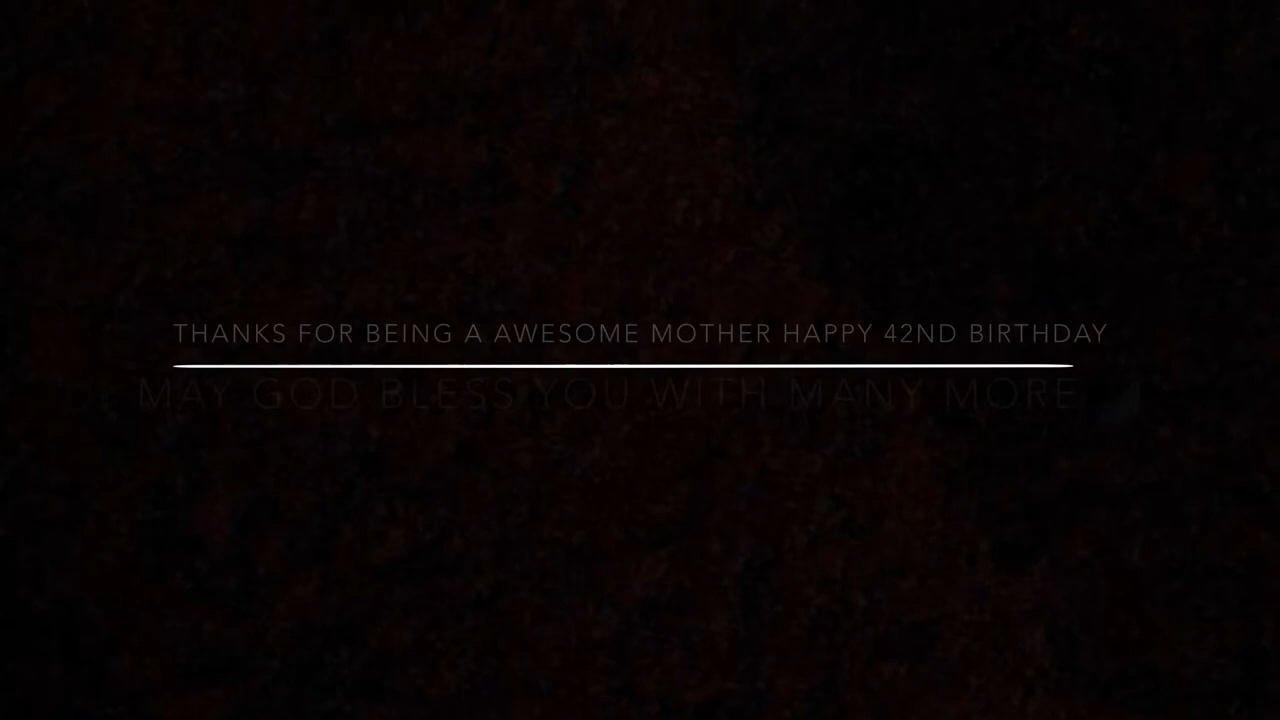 THANKS FOR BEING A AWESOME MOTHER HAPPY 42ND BIRTHDAY
MAY GOD BLESS YOU WITH MANY MORE